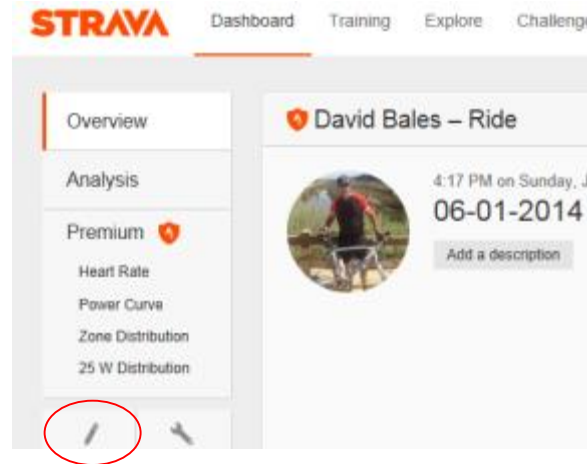 STRAVA Dashboard Training Explore Challenge
Overview
Analysis
Premium
Heart Rate
Power Curve
Zone Distribution
25 W Distribution
David Bales – Ride
4:17 PM on Sunday, J
06-01-2014
Add a description